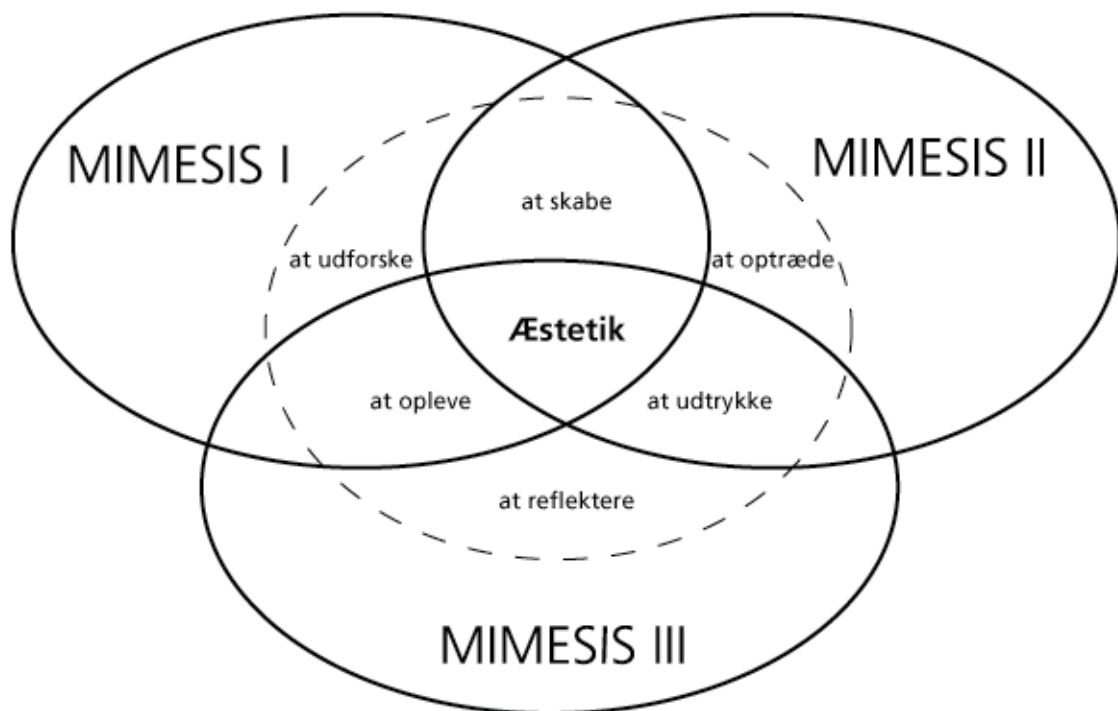 MIMESIS I
MIMESIS II
at skabe
at udforske
at optræde
Æstetik
at opleve
at udtrykke
at reflektere
MIMESIS III